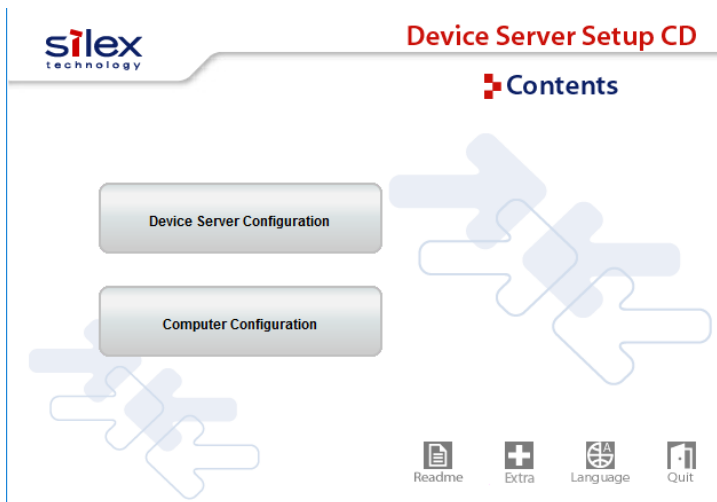 silex
technology
Device Server Setup CD
Contents
Device Server Configuration
Computer Configuration
A
Readme
Extra
Language
Quit